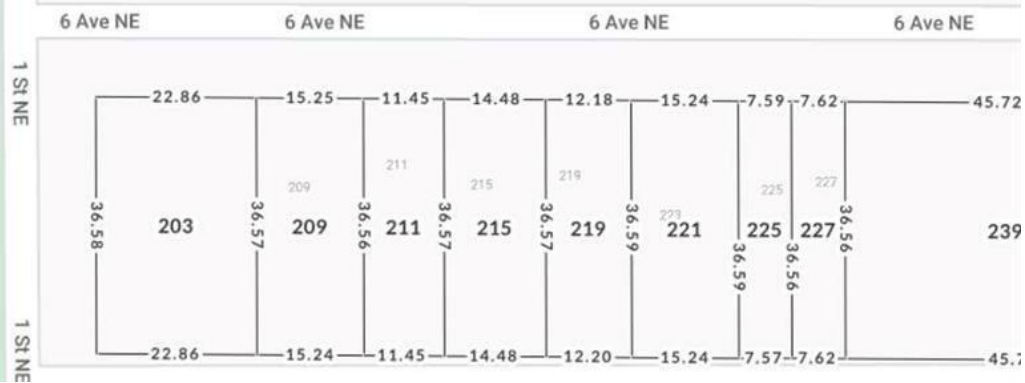 6 Ave NE 6 Ave NE 6 Ave NE 6 Ave NE
1 St NE
22.86 15.25 11.45 14.48 12.18 15.24 7.59 7.62 45.72
211
209 215 219 225 227
223
36.58 36.57 36.56 36.57 36.57 36.59 36.59 36.56 36.56
203 209 211 215 219 221 225 227 239
1 St NE
22.86 15.24 11.45 14.48 12.20 15.24 7.57 7.62 45.7